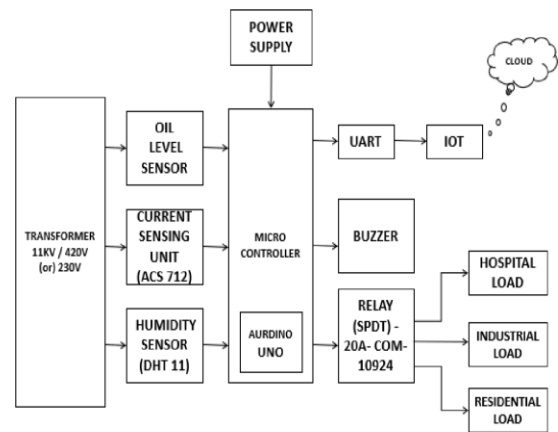 POWER
SUPPLY
CLOUD
OIL
LEVEL
SENSOR
UART
IOT
TRANSFORMER
11KV / 420V
(or) 230V
CURRENT
SENSING
UNIT
(ACS 712)
MICRO
CONTROLLER
BUZZER
HUMIDITY
SENSOR
(DHT 11)
AURDINO
UNO
RELAY
(SPDT) -
20A- COM-
10924
HOSPITAL
LOAD
INDUSTRIAL
LOAD
RESIDENTIAL
LOAD